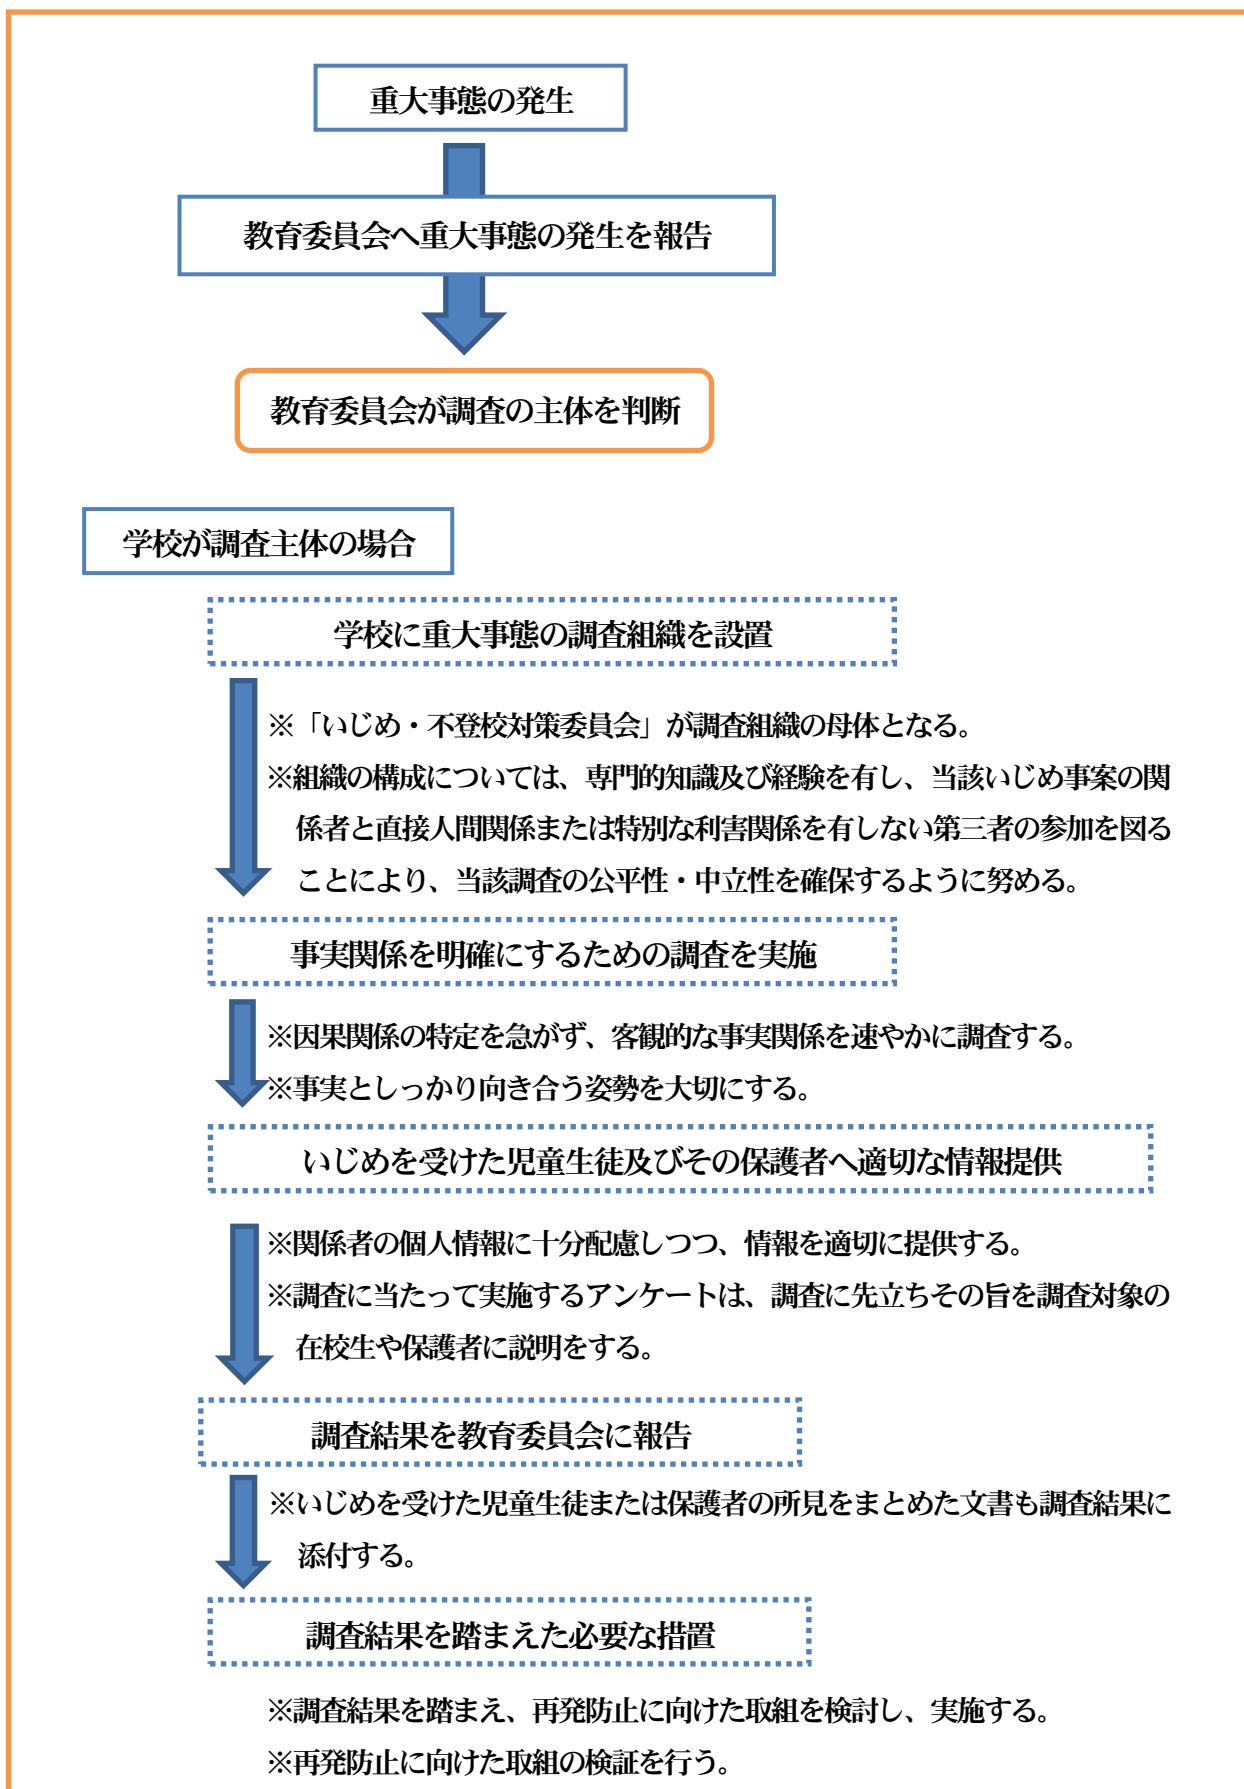 重大事態の発生
教育委員会へ重大事態の発生を報告
教育委員会が調査の主体を判断
学校が調査主体の場合
学校に重大事態の調査組織を設置
※「いじめ・不登校対策委員会」が調査組織の母体となる。
※組織の構成については、専門的知識及び経験を有し、当該いじめ事案の関
係者と直接人間関係または特別な利害関係を有しない第三者の参加を図る
ことにより、当該調査の公平性・中立性を確保するように努める。
事実関係を明確にするための調査を実施
※因果関係の特定を急がず、客観的な事実関係を速やかに調査する。
※事実としっかり向き合う姿勢を大切にする。
いじめを受けた児童生徒及びその保護者へ適切な情報提供
※関係者の個人情報に十分配慮しつつ、情報を適切に提供する。
※調査に当たって実施するアンケートは、調査に先立ちその旨を調査対象の
在校生や保護者に説明をする。
調査結果を教育委員会に報告
※いじめを受けた児童生徒または保護者の所見をまとめた文書も調査結果に
添付する。
調査結果を踏まえた必要な措置
※調査結果を踏まえ、再発防止に向けた取組を検討し、実施する。
※再発防止に向けた取組の検証を行う。